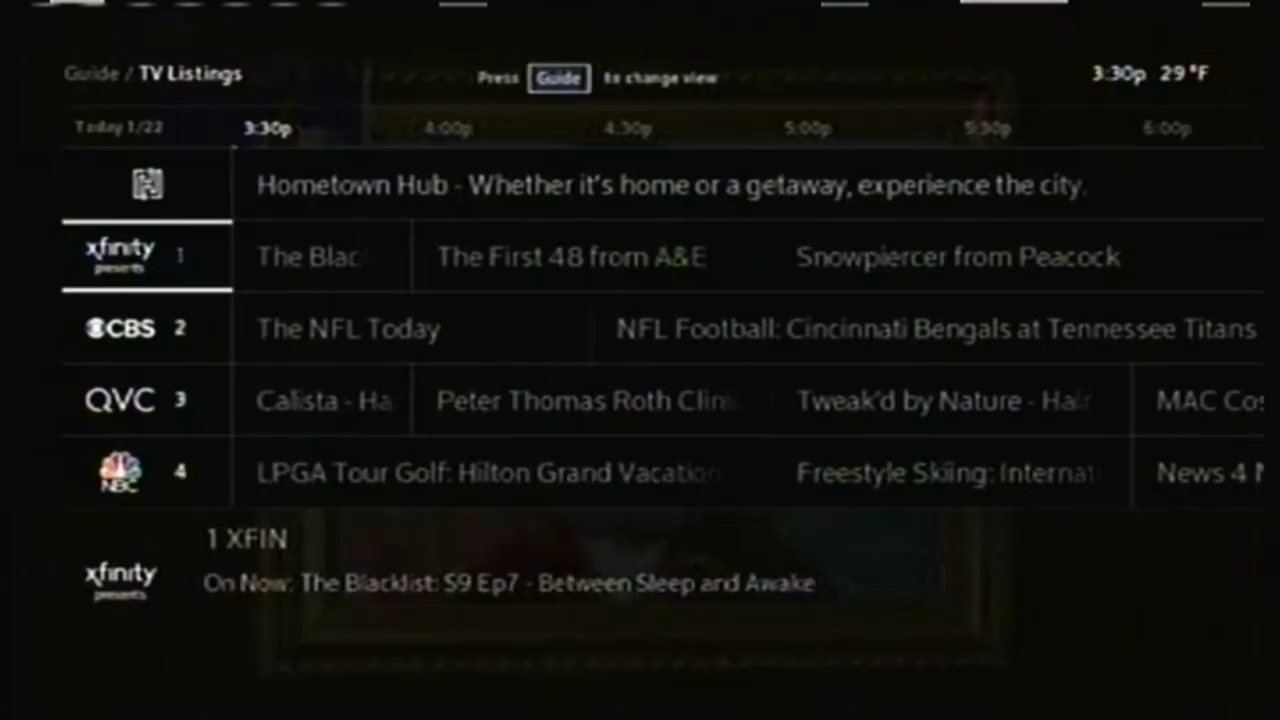 Guide / TV Listings
Press Guide to change view
3:30p 29°F
Today 1/22 3:30p 4:00p 4:30p 5:00p 5:30p 6:00p
Hometown Hub - Whether it's home or a getaway, experience the city.
xfinity presents 1 The Blac The First 48 from A&E Snowpiercer from Peacock
CBS 2 The NFL Today NFL Football: Cincinnati Bengals at Tennessee Titans
QVC 3 Calista - Ha Peter Thomas Roth Clini Tweak'd by Nature - Hair MAC Cos
NBC 4 LPGA Tour Golf: Hilton Grand Vacation Freestyle Skiing: Internat News 4
1 XFIN
xfinity presents On Now: The Blacklist: S9 Ep7 - Between Sleep and Awake